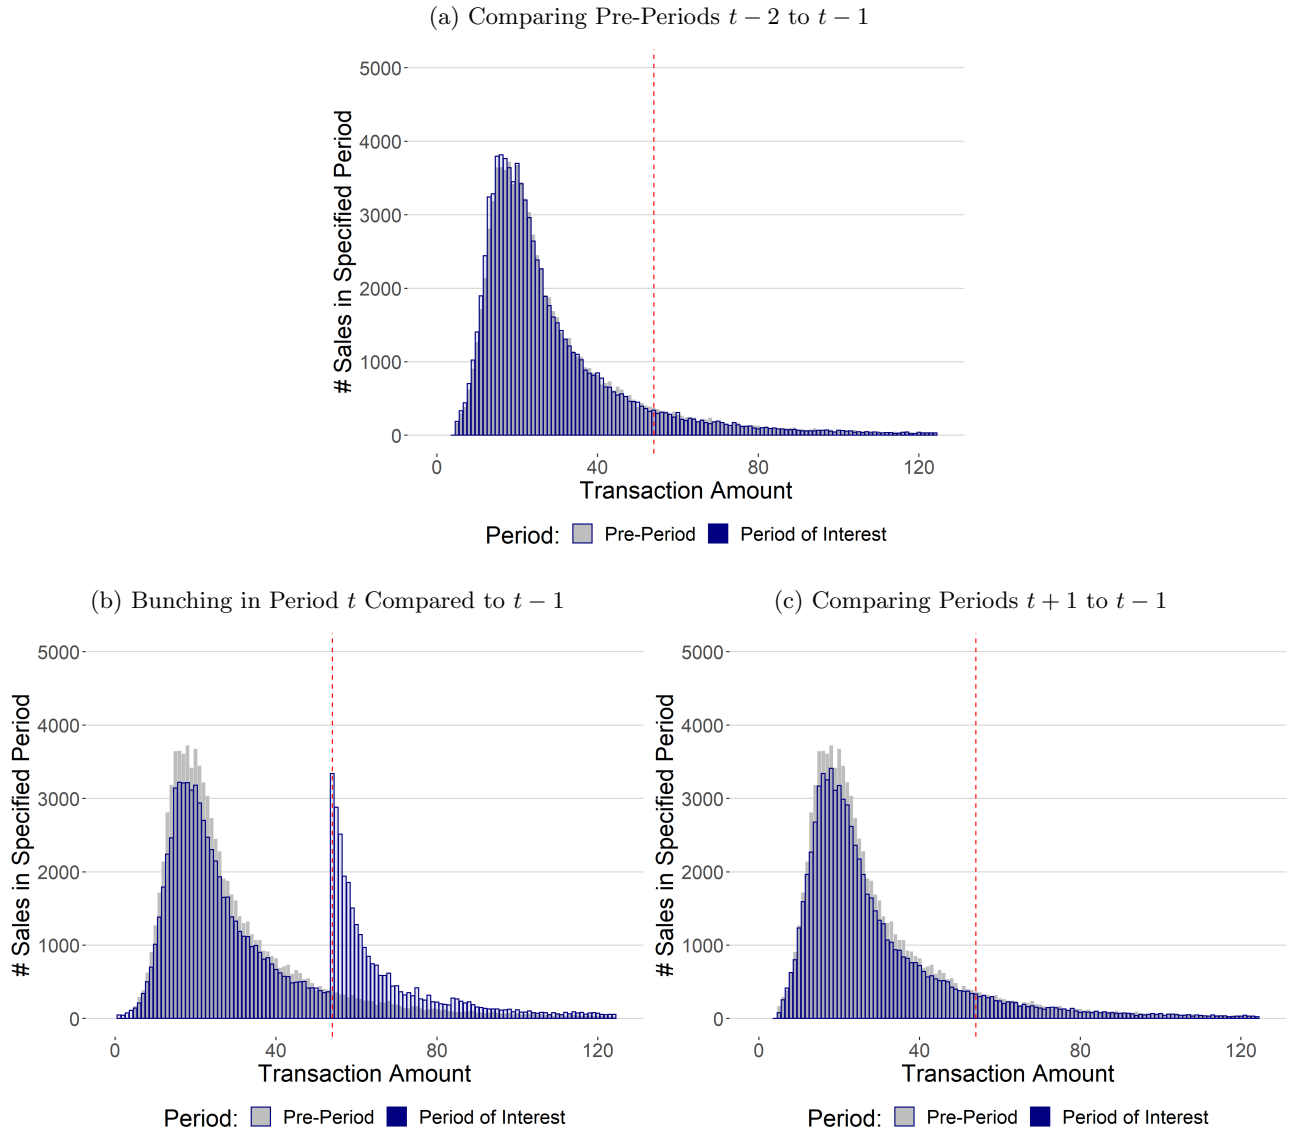 (a) Comparing Pre-Periods t − 2 to t − 1
# Sales in Specified Period
5000
4000
3000
2000
1000
0
0 40 80 120
Transaction Amount
Period: Pre-Period Period of Interest
(b) Bunching in Period t Compared to t − 1
# Sales in Specified Period
5000
4000
3000
2000
1000
0
0 40 80 120
Transaction Amount
Period: Pre-Period Period of Interest
(c) Comparing Periods t + 1 to t − 1
# Sales in Specified Period
5000
4000
3000
2000
1000
0
0 40 80 120
Transaction Amount
Period: Pre-Period Period of Interest